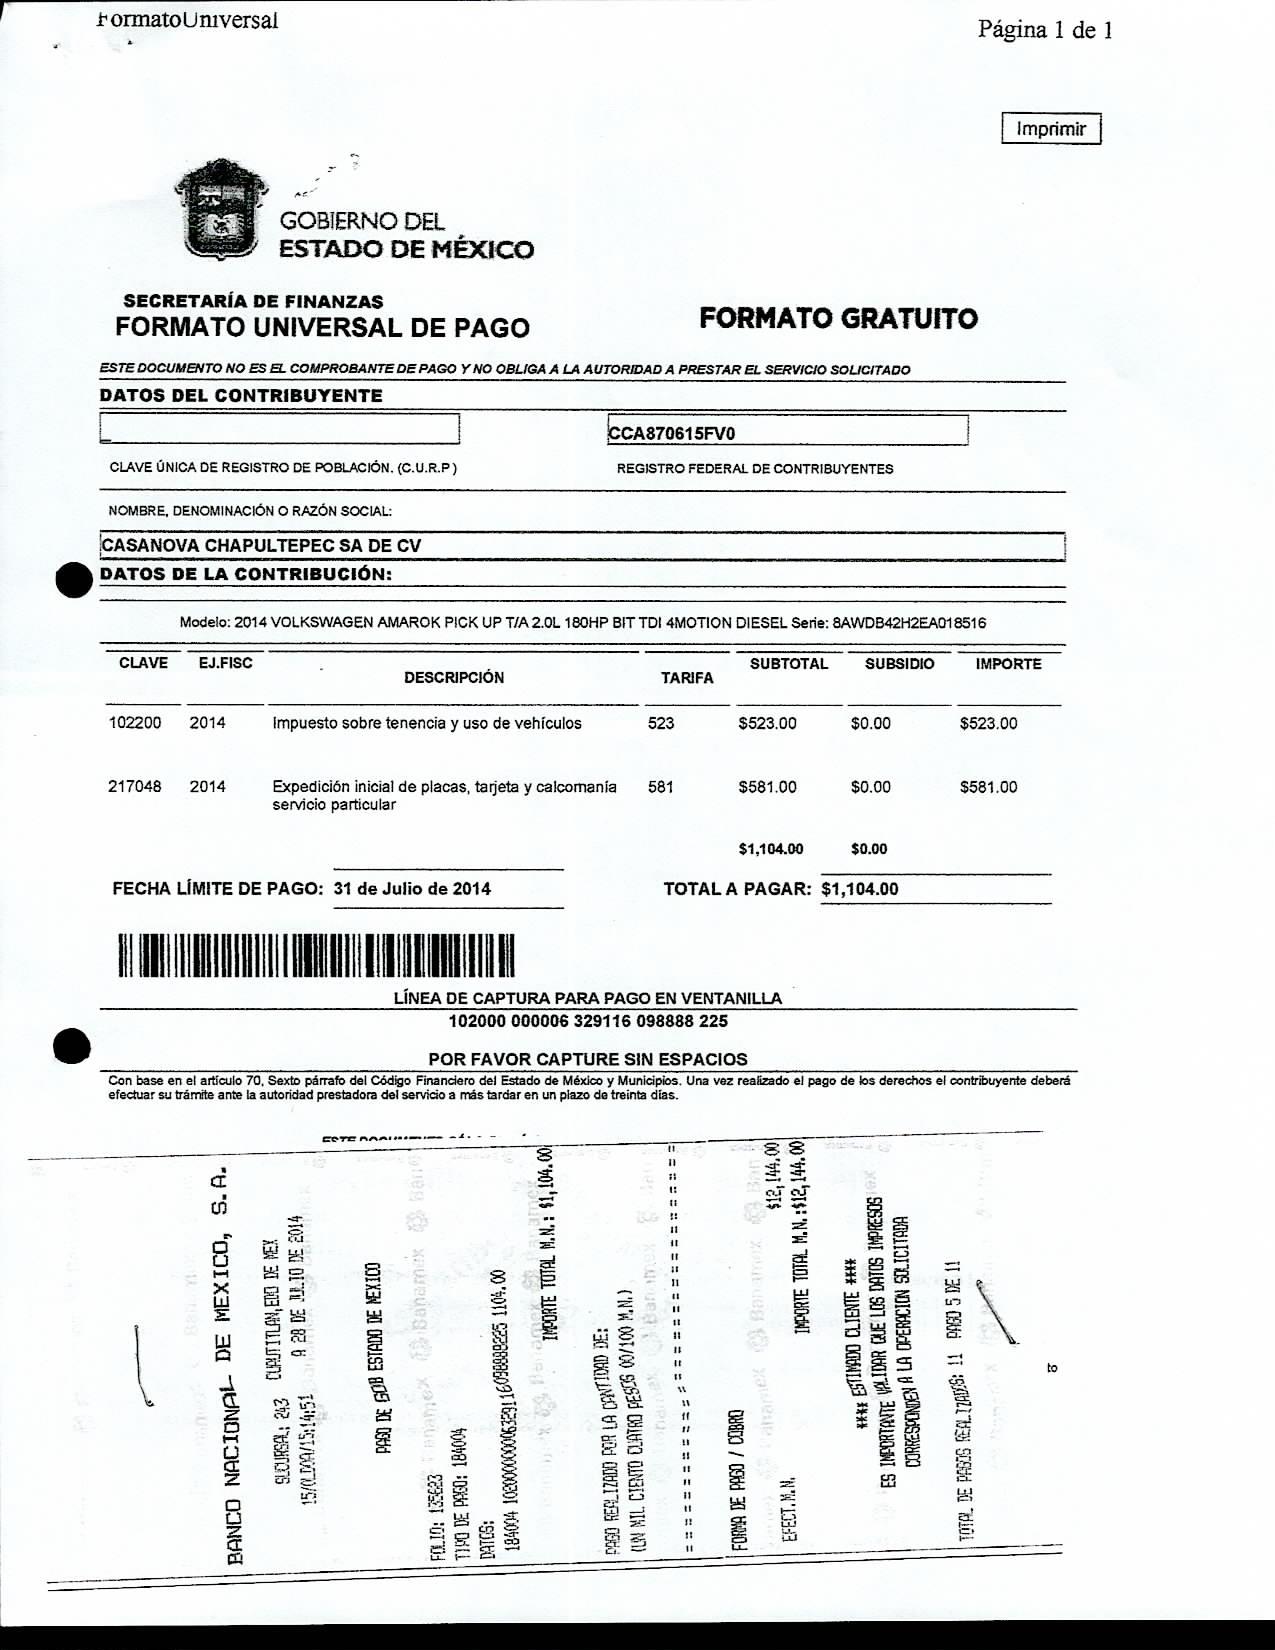 FormatoUniversal
Página 1 de 1
Imprimir
GOBIERNO DEL
ESTADO DE MÉXICO
SECRETARÍA DE FINANZAS
FORMATO UNIVERSAL DE PAGO
FORMATO GRATUITO
ESTE DOCUMENTO NO ES EL COMPROBANTE DE PAGO Y NO OBLIGA A LA AUTORIDAD A PRESTAR EL SERVICIO SOLICITADO
DATOS DEL CONTRIBUYENTE
CCA870615FV0
CLAVE ÚNICA DE REGISTRO DE POBLACIÓN. (C.U.R.P) REGISTRO FEDERAL DE CONTRIBUYENTES
NOMBRE, DENOMINACIÓN O RAZÓN SOCIAL:
CASANOVA CHAPULTEPEC SA DE CV
DATOS DE LA CONTRIBUCIÓN:
Modelo: 2014 VOLKSWAGEN AMAROK PICK UP T/A 2.0L 180HP BIT TDI 4MOTION DIESEL Serie: 8AWDB42H2EA018516
CLAVE EJ.FISC DESCRIPCIÓN TARIFA SUBTOTAL SUBSIDIO IMPORTE
102200 2014 Impuesto sobre tenencia y uso de vehículos 523 $523.00 $0.00 $523.00
217048 2014 Expedición inicial de placas, tarjeta y calcomanía 581 $581.00 $0.00 $581.00
servicio particular
$1,104.00 $0.00
FECHA LÍMITE DE PAGO: 31 de Julio de 2014 TOTAL A PAGAR: $1,104.00
LÍNEA DE CAPTURA PARA PAGO EN VENTANILLA
102000 000006 329116 098888 225
POR FAVOR CAPTURE SIN ESPACIOS
Con base en el artículo 70, Sexto párrafo del Código Financiero del Estado de México y Municipios. Una vez realizado el pago de los derechos el contribuyente deberá
efectuar su trámite ante la autoridad prestadora del servicio a más tardar en un plazo de treinta días.
BANCO NACIONAL DE MEXICO, S.A.
SUCURSAL: 243 CUAUTITLAN,EDO DE MEX
A 28 DE JULIO DE 2014
PAGO DE GOB ESTADO DE MEXICO
FOLIO: 135623
TIPO DE PAGO: 184004
DATOS:
184004 102000000006329116098888225 1104.00
IMPORTE TOTAL M.N.: $1,104.00
PAGO REALIZADO POR LA CANTIDAD DE:
(UN MIL CIENTO CUATRO PESOS 00/100 M.N.)
FORMA DE PAGO / COBRO
EFECT.M.N. $12,144.00
IMPORTE TOTAL M.N.:$12,144.00
**** ESTIMADO CLIENTE ****
ES IMPORTANTE VALIDAR QUE LOS DATOS IMPRESOS
CORRESPONDEN A LA OPERACION SOLICITADA
TOTAL DE PAGOS REALIZADOS: 11 PAGO 5 DE 11